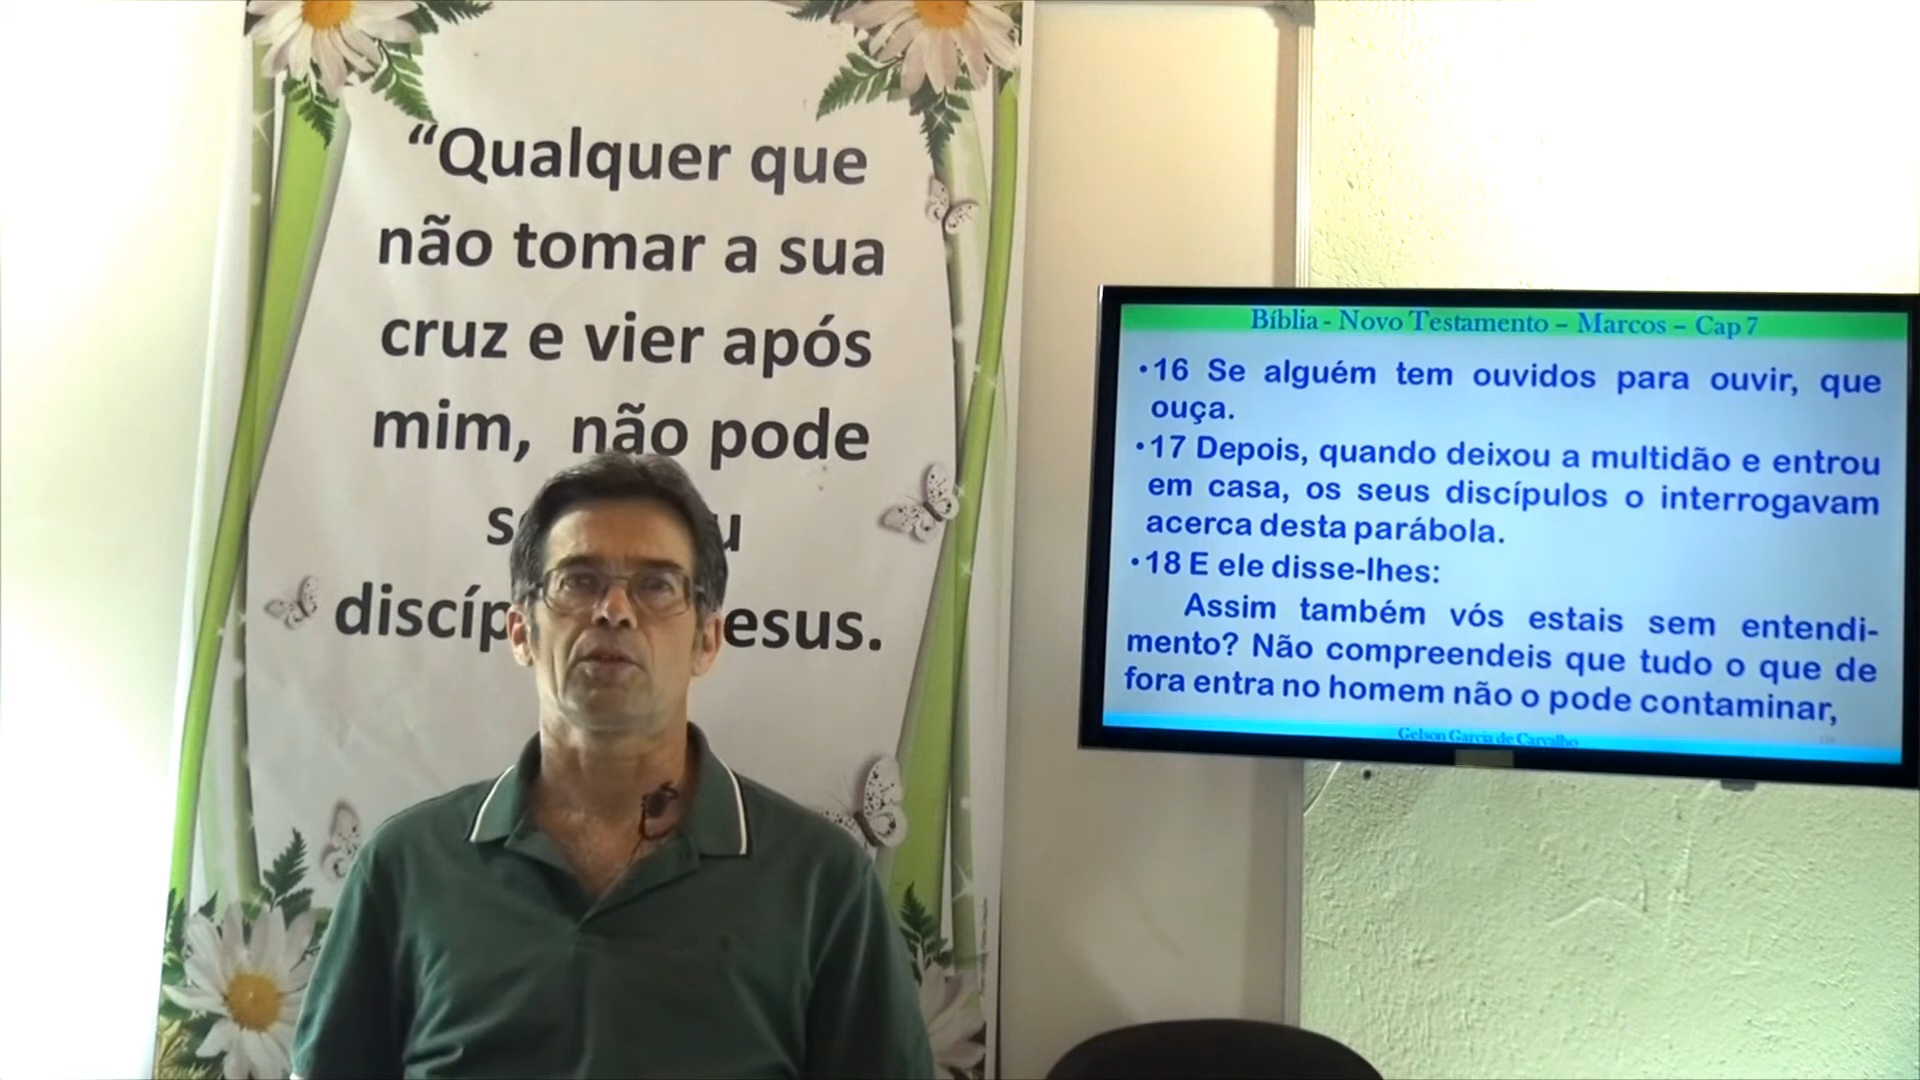 “Qualquer que
não tomar a sua
cruz e vier após
mim, não pode
esus.
Bíblia - Novo Testamento – Marcos – Cap 7
•16 Se alguém tem ouvidos para ouvir, que
ouça.
•17 Depois, quando deixou a multidão e entrou
em casa, os seus discípulos o interrogavam
acerca desta parábola.
•18 E ele disse-lhes:
Assim também vós estais sem entendi-
mento? Não compreendeis que tudo o que de
fora entra no homem não o pode contaminar,
Gelson Garcia de Carvalho